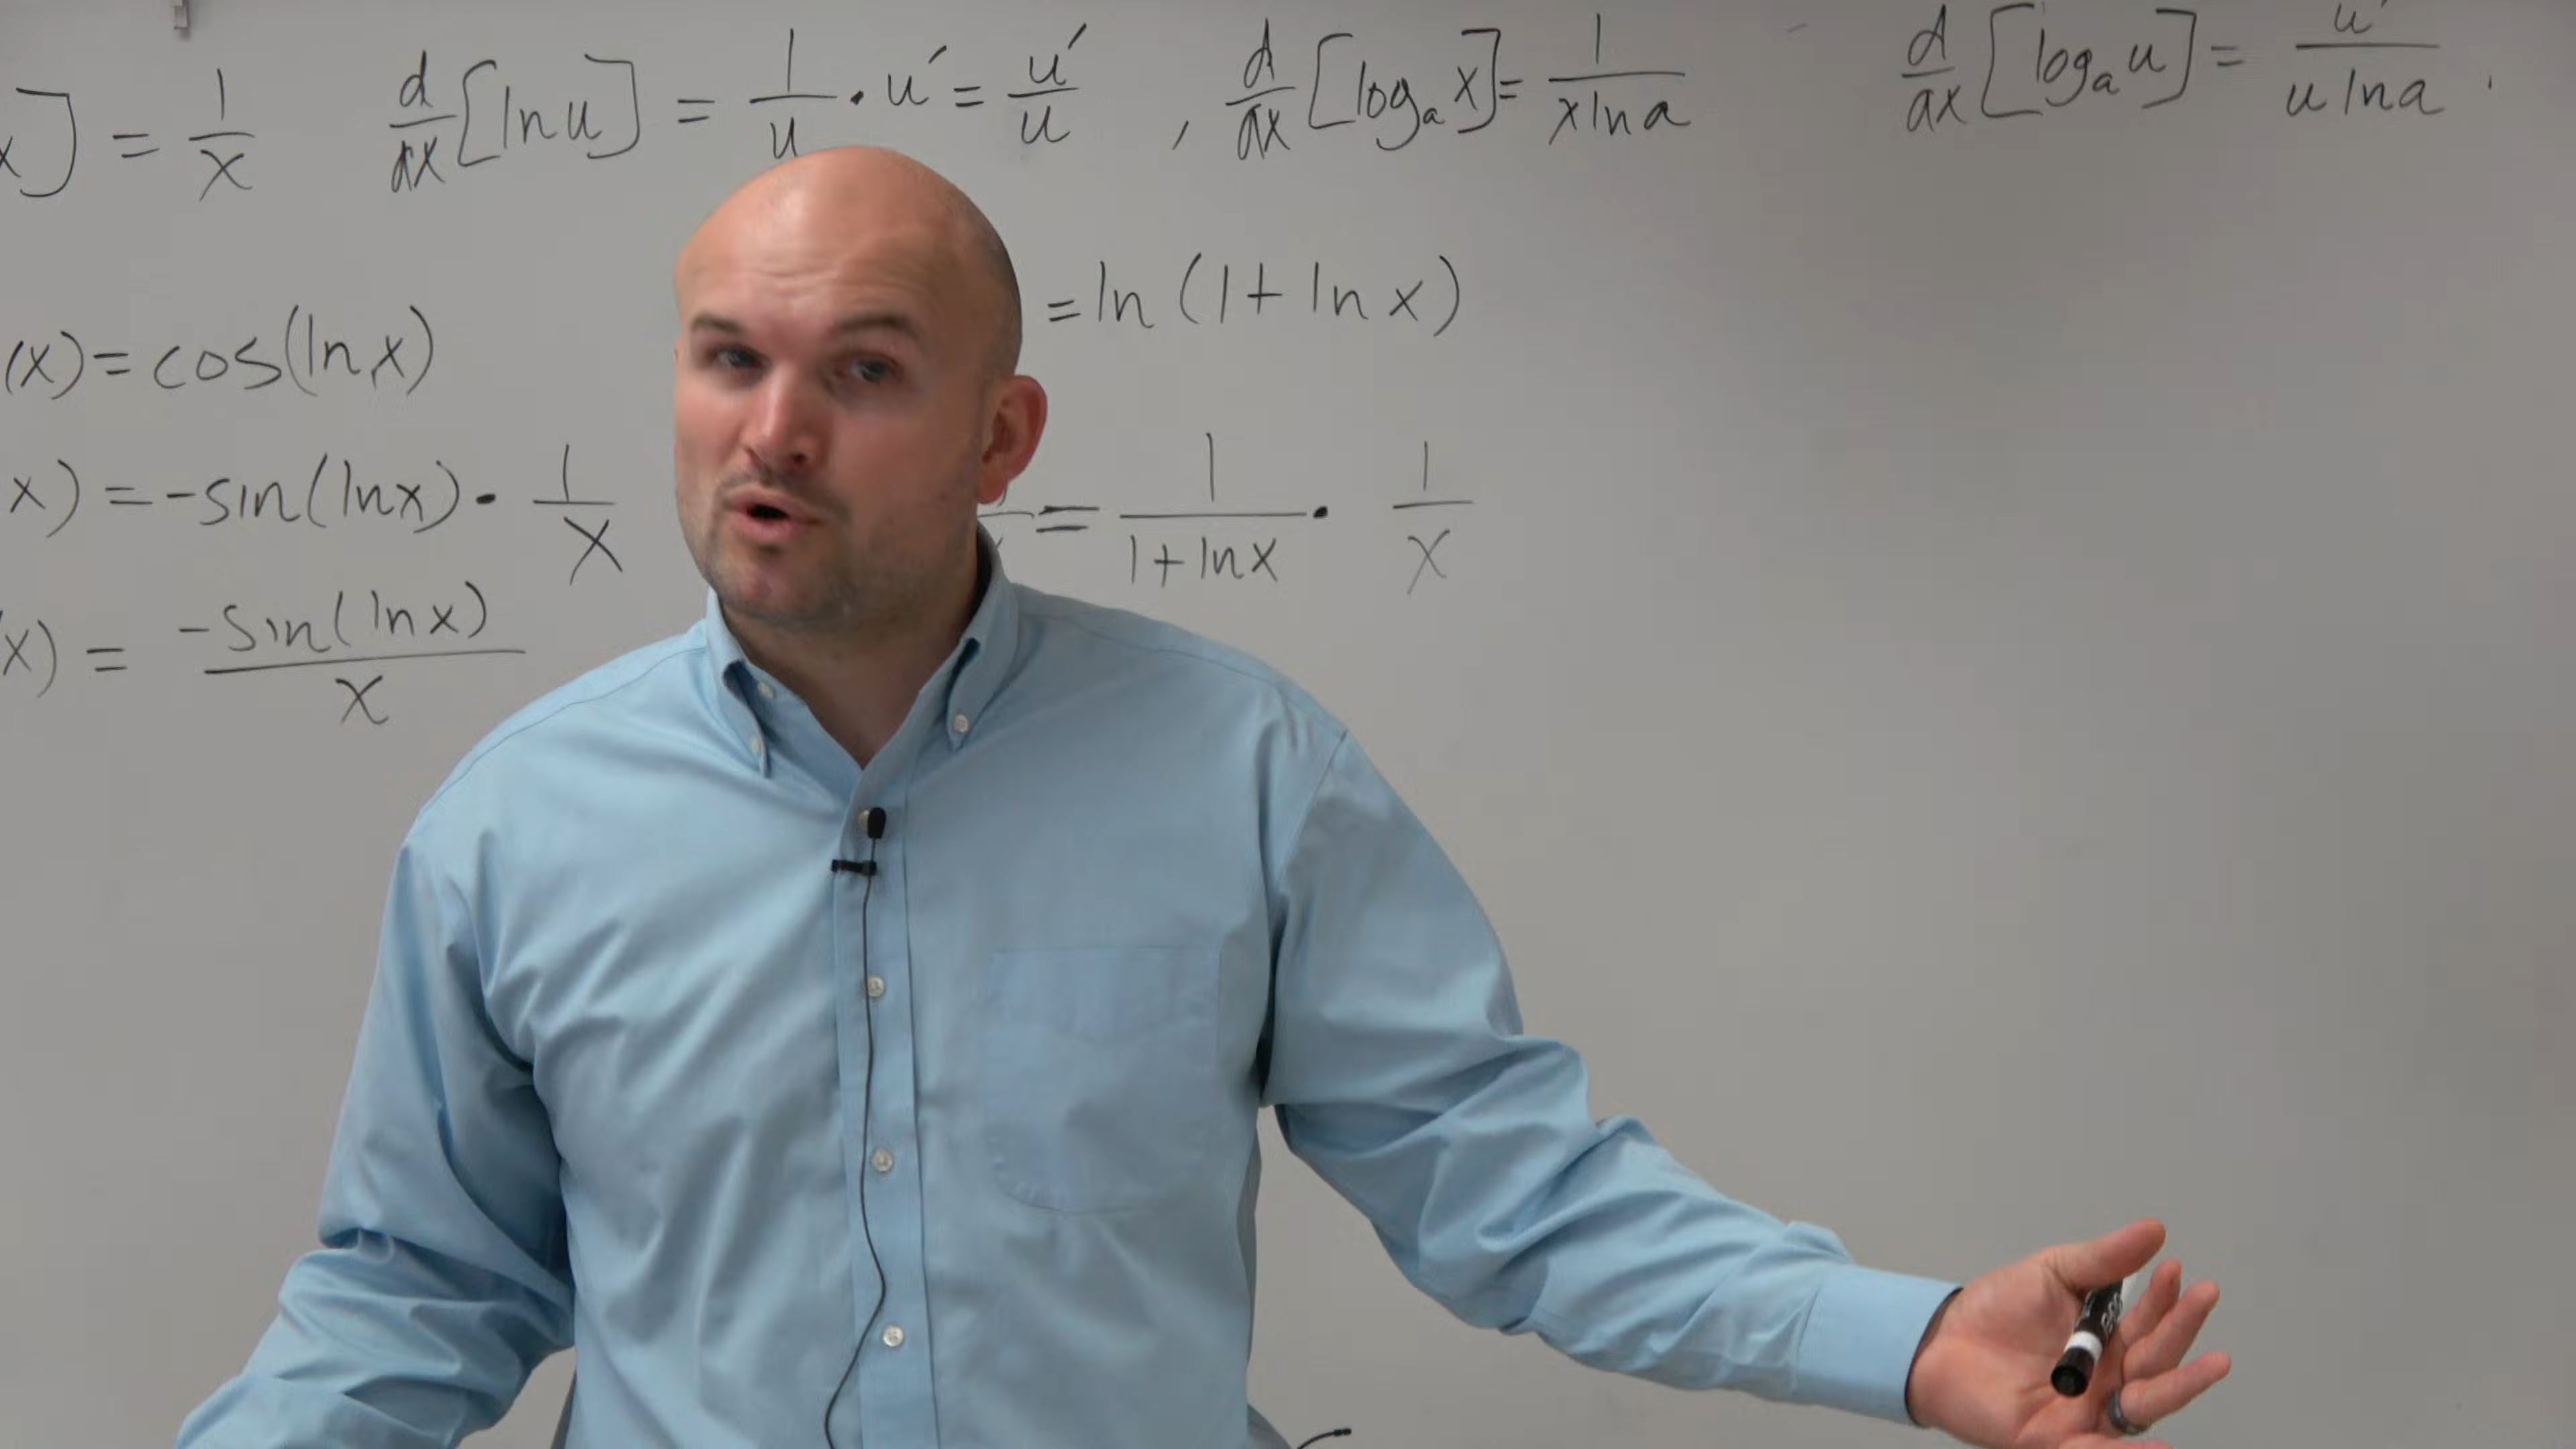 x] = 1/x   d/dx [ln u] = 1/u · u′ = u′/u , d/dx [logₐ x] = 1/(x ln a)   d/dx [logₐ u] = u′/(u ln a) .
(x) = cos(ln x)   = ln (1 + ln x)
x) = -sin(ln x) · 1/x   = 1/(1 + ln x) · 1/x
x) = -sin(ln x)/x